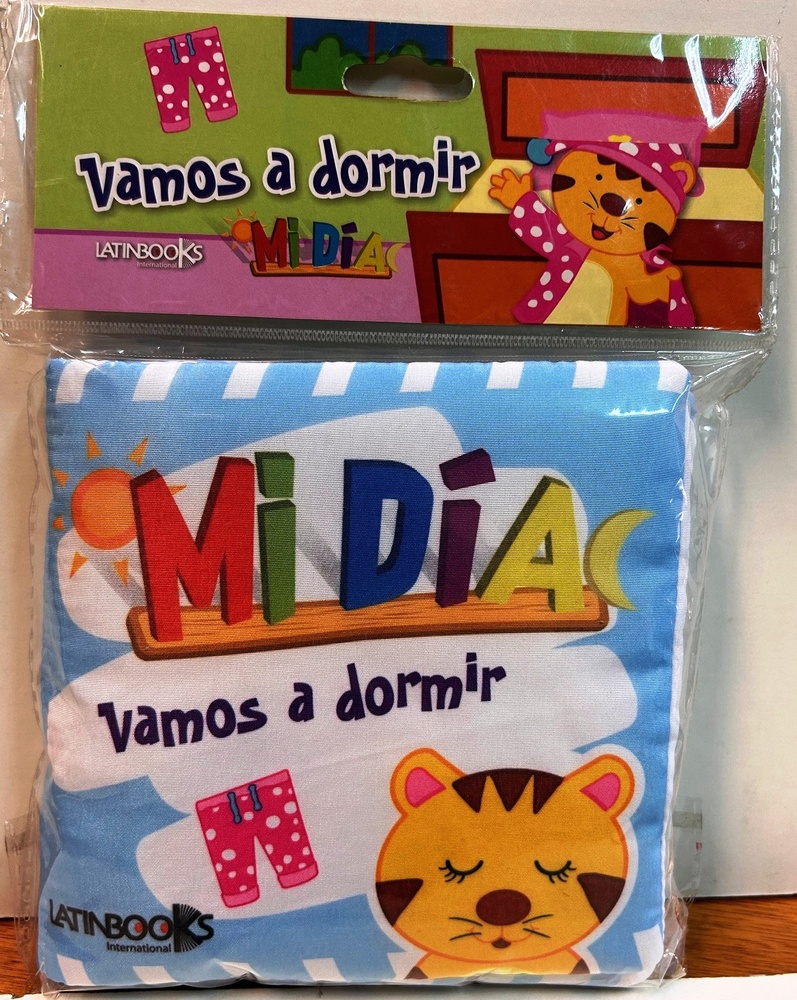 Vamos a dormir
LATINBOOKS
International
Mi DíA
Mi DíA
Vamos a dormir
LATINBOOKS
International